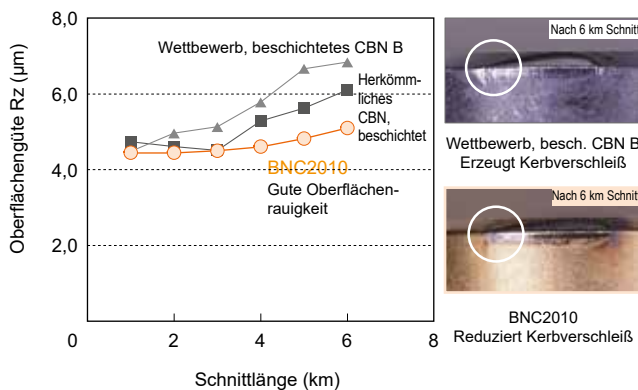 8,0
6,0
4,0
2,0
0
0
2
4
6
8
Oberflächengüte Rz (μm)
Schnittlänge (km)
Wettbewerb, beschichtetes CBN B
Herkömm-
liches
CBN,
beschichtet
BNC2010
Gute Oberflächen-
rauigkeit
Nach 6 km Schnitt
Wettbewerb, besch. CBN B
Erzeugt Kerbverschleiß
Nach 6 km Schnitt
BNC2010
Reduziert Kerbverschleiß